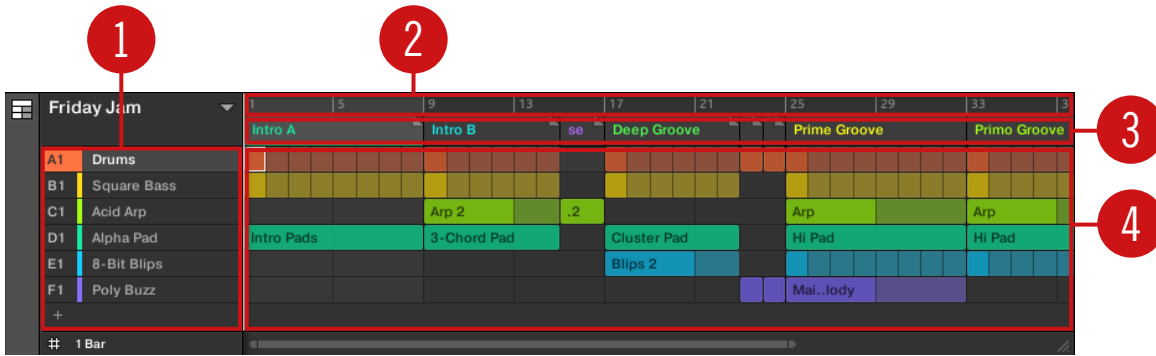 1 2
Friday Jam 1 5 9 13 17 21 25 29 33 3
Intro A Intro B se Deep Groove Prime Groove Primo Groove 3
A1 Drums
B1 Square Bass
C1 Acid Arp Arp 2 .2 Arp Arp
D1 Alpha Pad Intro Pads 3-Chord Pad Cluster Pad Hi Pad Hi Pad 4
E1 8-Bit Blips Blips 2
F1 Poly Buzz Mai..lody
+
1 Bar